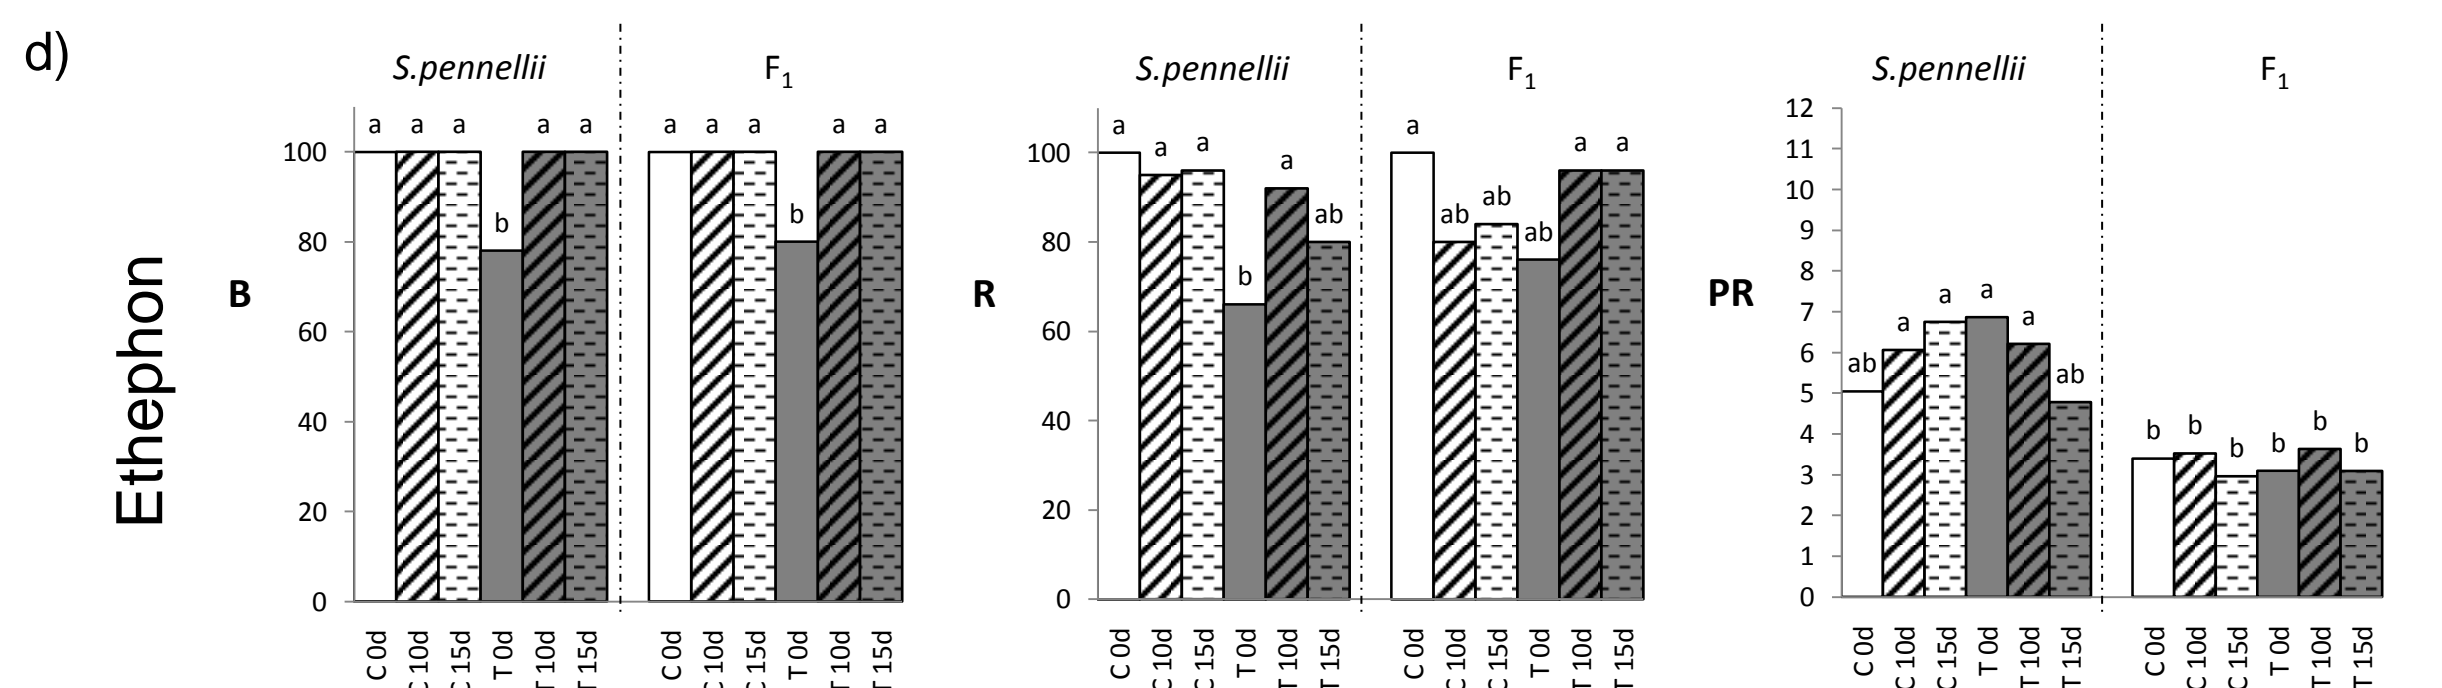 d)
Ethephon
S.pennellii F1
B
100
80
60
40
20
0
a a a b a a
a a a b a a
C 0d C 10d C 15d T 0d T 10d T 15d
C 0d C 10d C 15d T 0d T 10d T 15d
S.pennellii F1
R
100
80
60
40
20
0
a a a b a ab
a ab ab ab a a
C 0d C 10d C 15d T 0d T 10d T 15d
C 0d C 10d C 15d T 0d T 10d T 15d
S.pennellii F1
PR
12
11
10
9
8
7
6
5
4
3
2
1
0
ab a a a a ab
b b b b b b
C 0d C 10d C 15d T 0d T 10d T 15d
C 0d C 10d C 15d T 0d T 10d T 15d